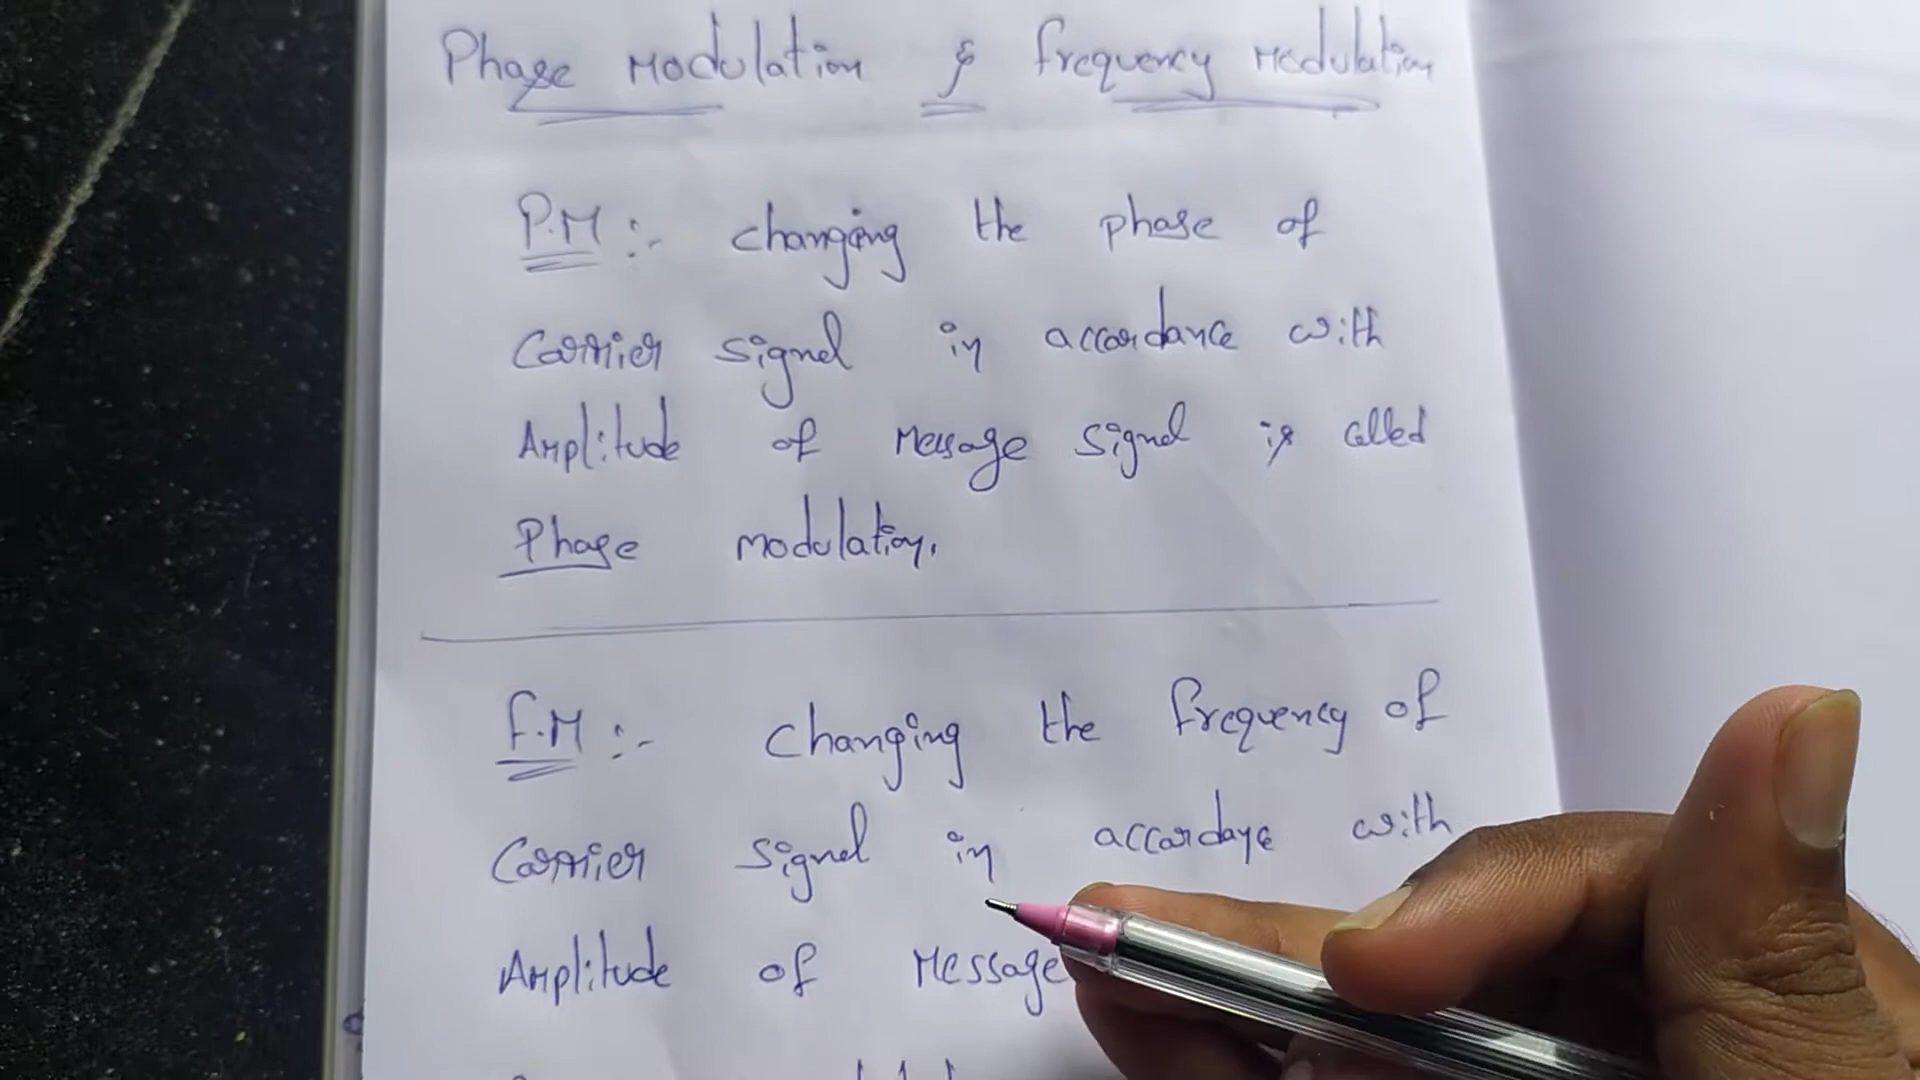 Phase Modulation & frequency Modulation
P.M :- changing the phase of
Carrier signal in accordance with
Amplitude of Message signal is called
Phase modulation.
F.M :- Changing the frequency of
Carrier signal in accordance with
Amplitude of Message